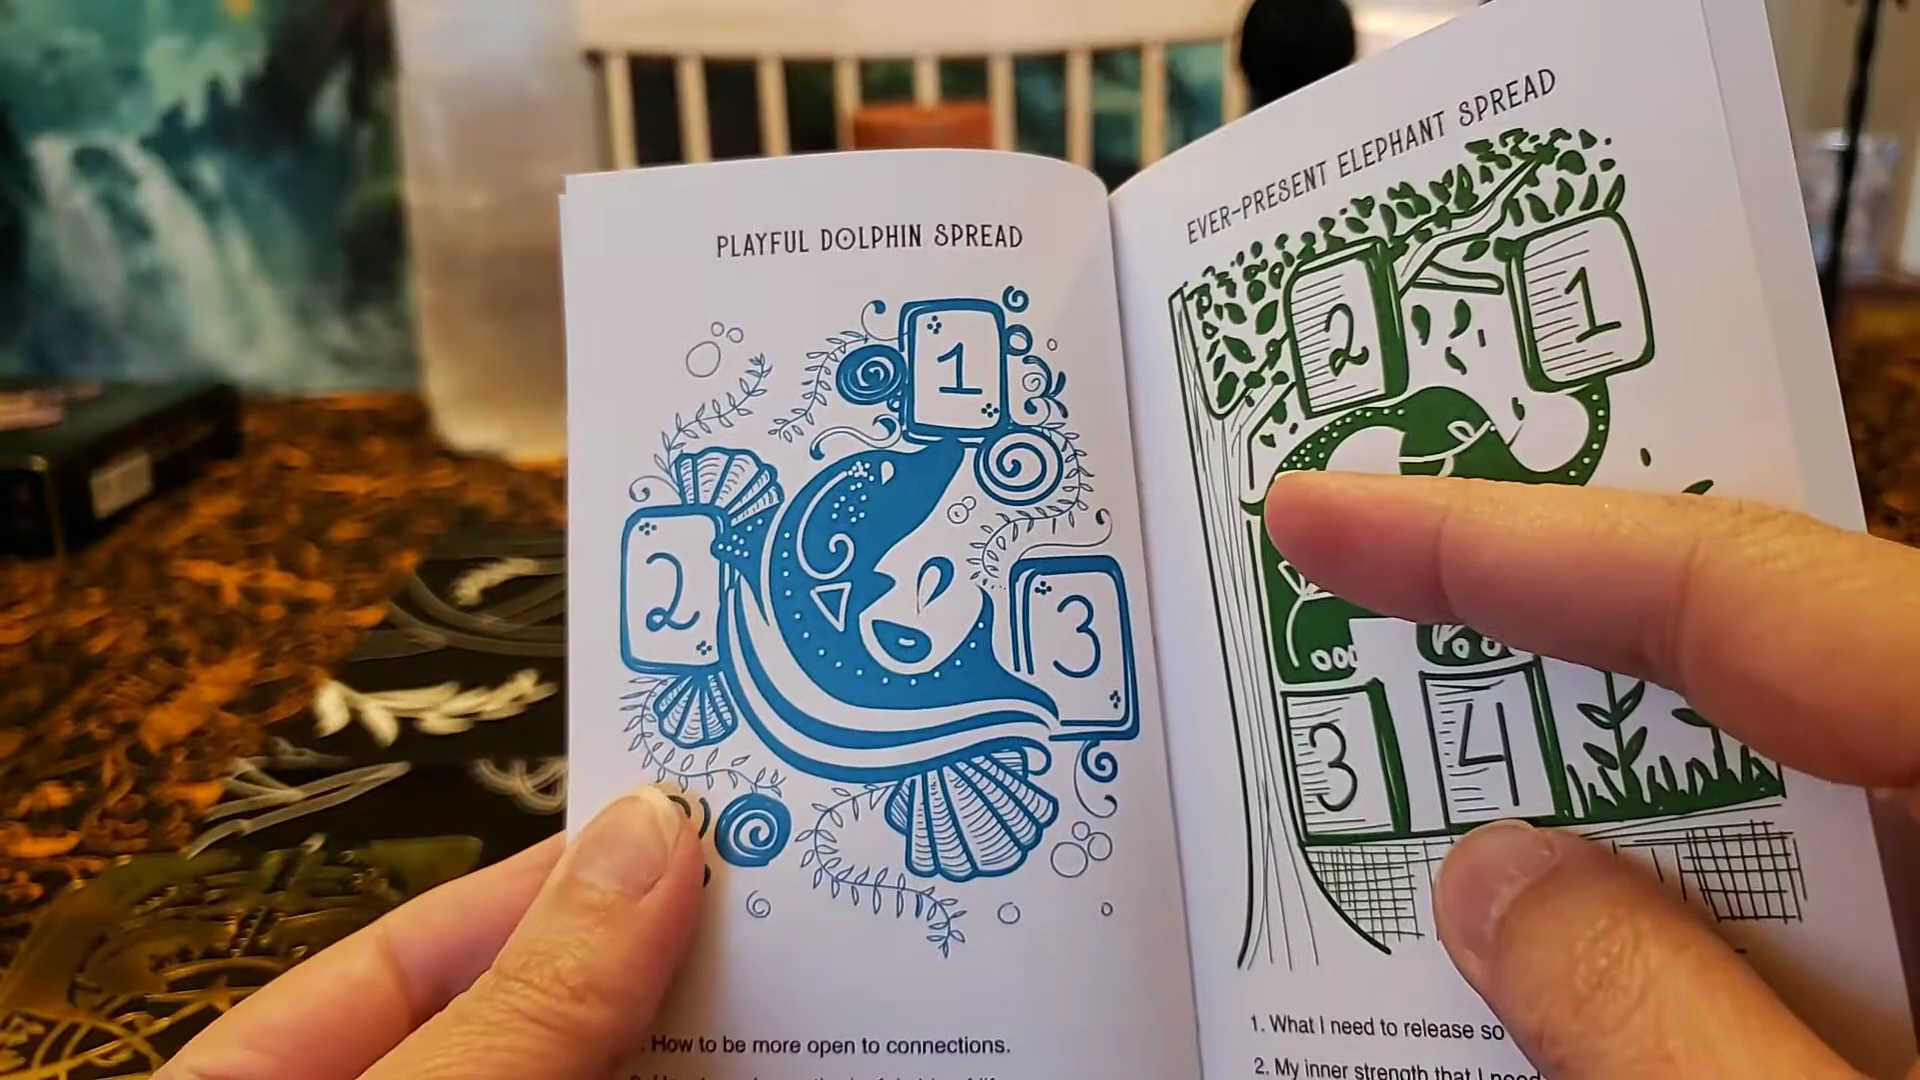 PLAYFUL DOLPHIN SPREAD
1
2
3
. How to be more open to connections.
EVER-PRESENT ELEPHANT SPREAD
2
1
3
4
1. What I need to release so
2. My inner strength that I need